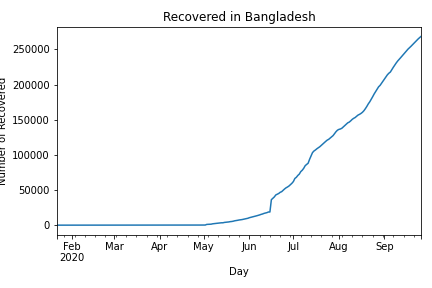 Recovered in Bangladesh
Number of Recovered
250000
200000
150000
100000
50000
0
Feb Mar Apr May Jun Jul Aug Sep
2020
Day